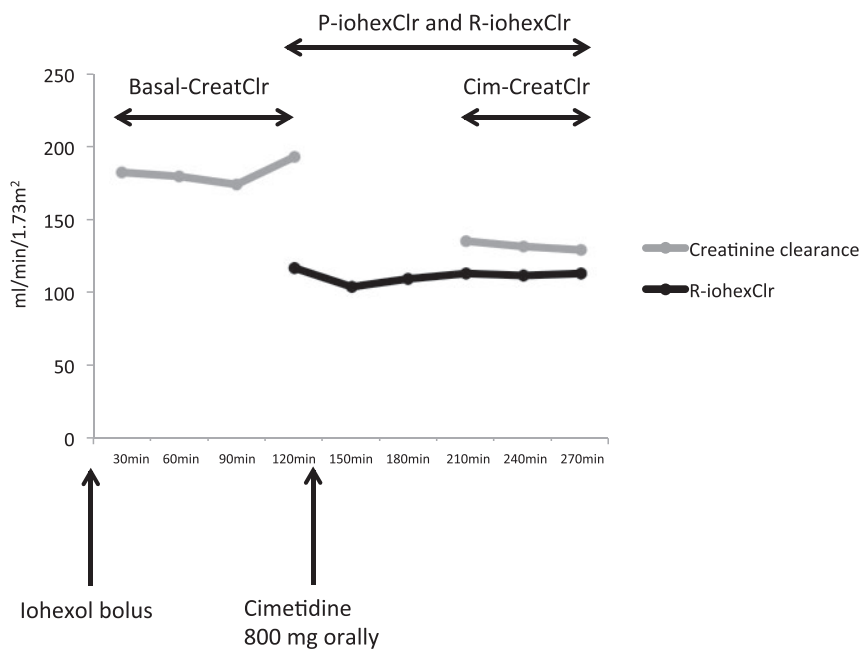 P-iohexClr and R-iohexClr
Basal-CreatClr
Cim-CreatClr
250
200
150
100
50
0
ml/min/1.73m²
Creatinine clearance
R-iohexClr
30min 60min 90min 120min 150min 180min 210min 240min 270min
Iohexol bolus
Cimetidine
800 mg orally